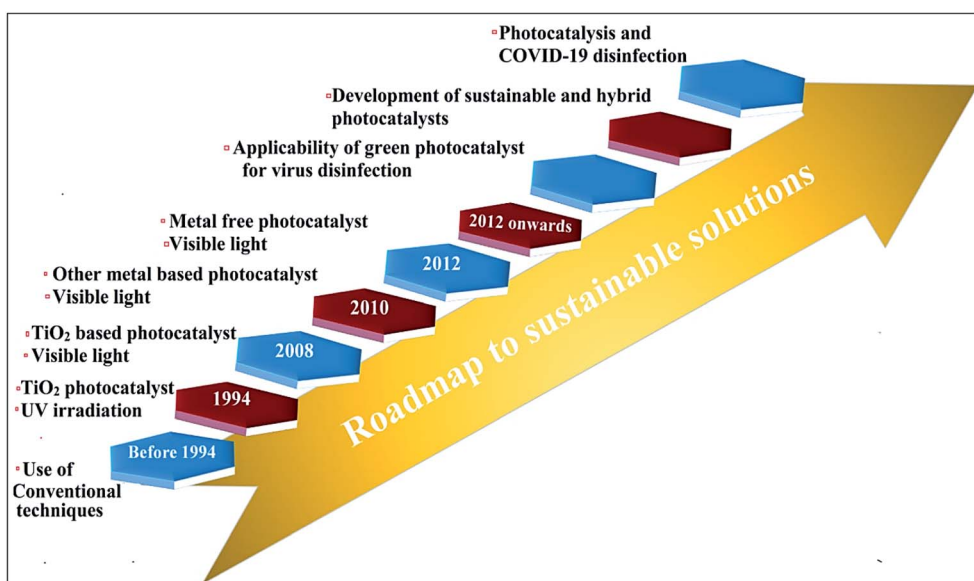 Photocatalysis and
COVID-19 disinfection
Development of sustainable and hybrid
photocatalysts
Applicability of green photocatalyst
for virus disinfection
Metal free photocatalyst
Visible light
2012 onwards
Other metal based photocatalyst
Visible light
2012
TiO₂ based photocatalyst
Visible light
2010
2008
TiO₂ photocatalyst
UV irradiation
1994
Before 1994
Use of
Conventional
techniques
Roadmap to sustainable solutions